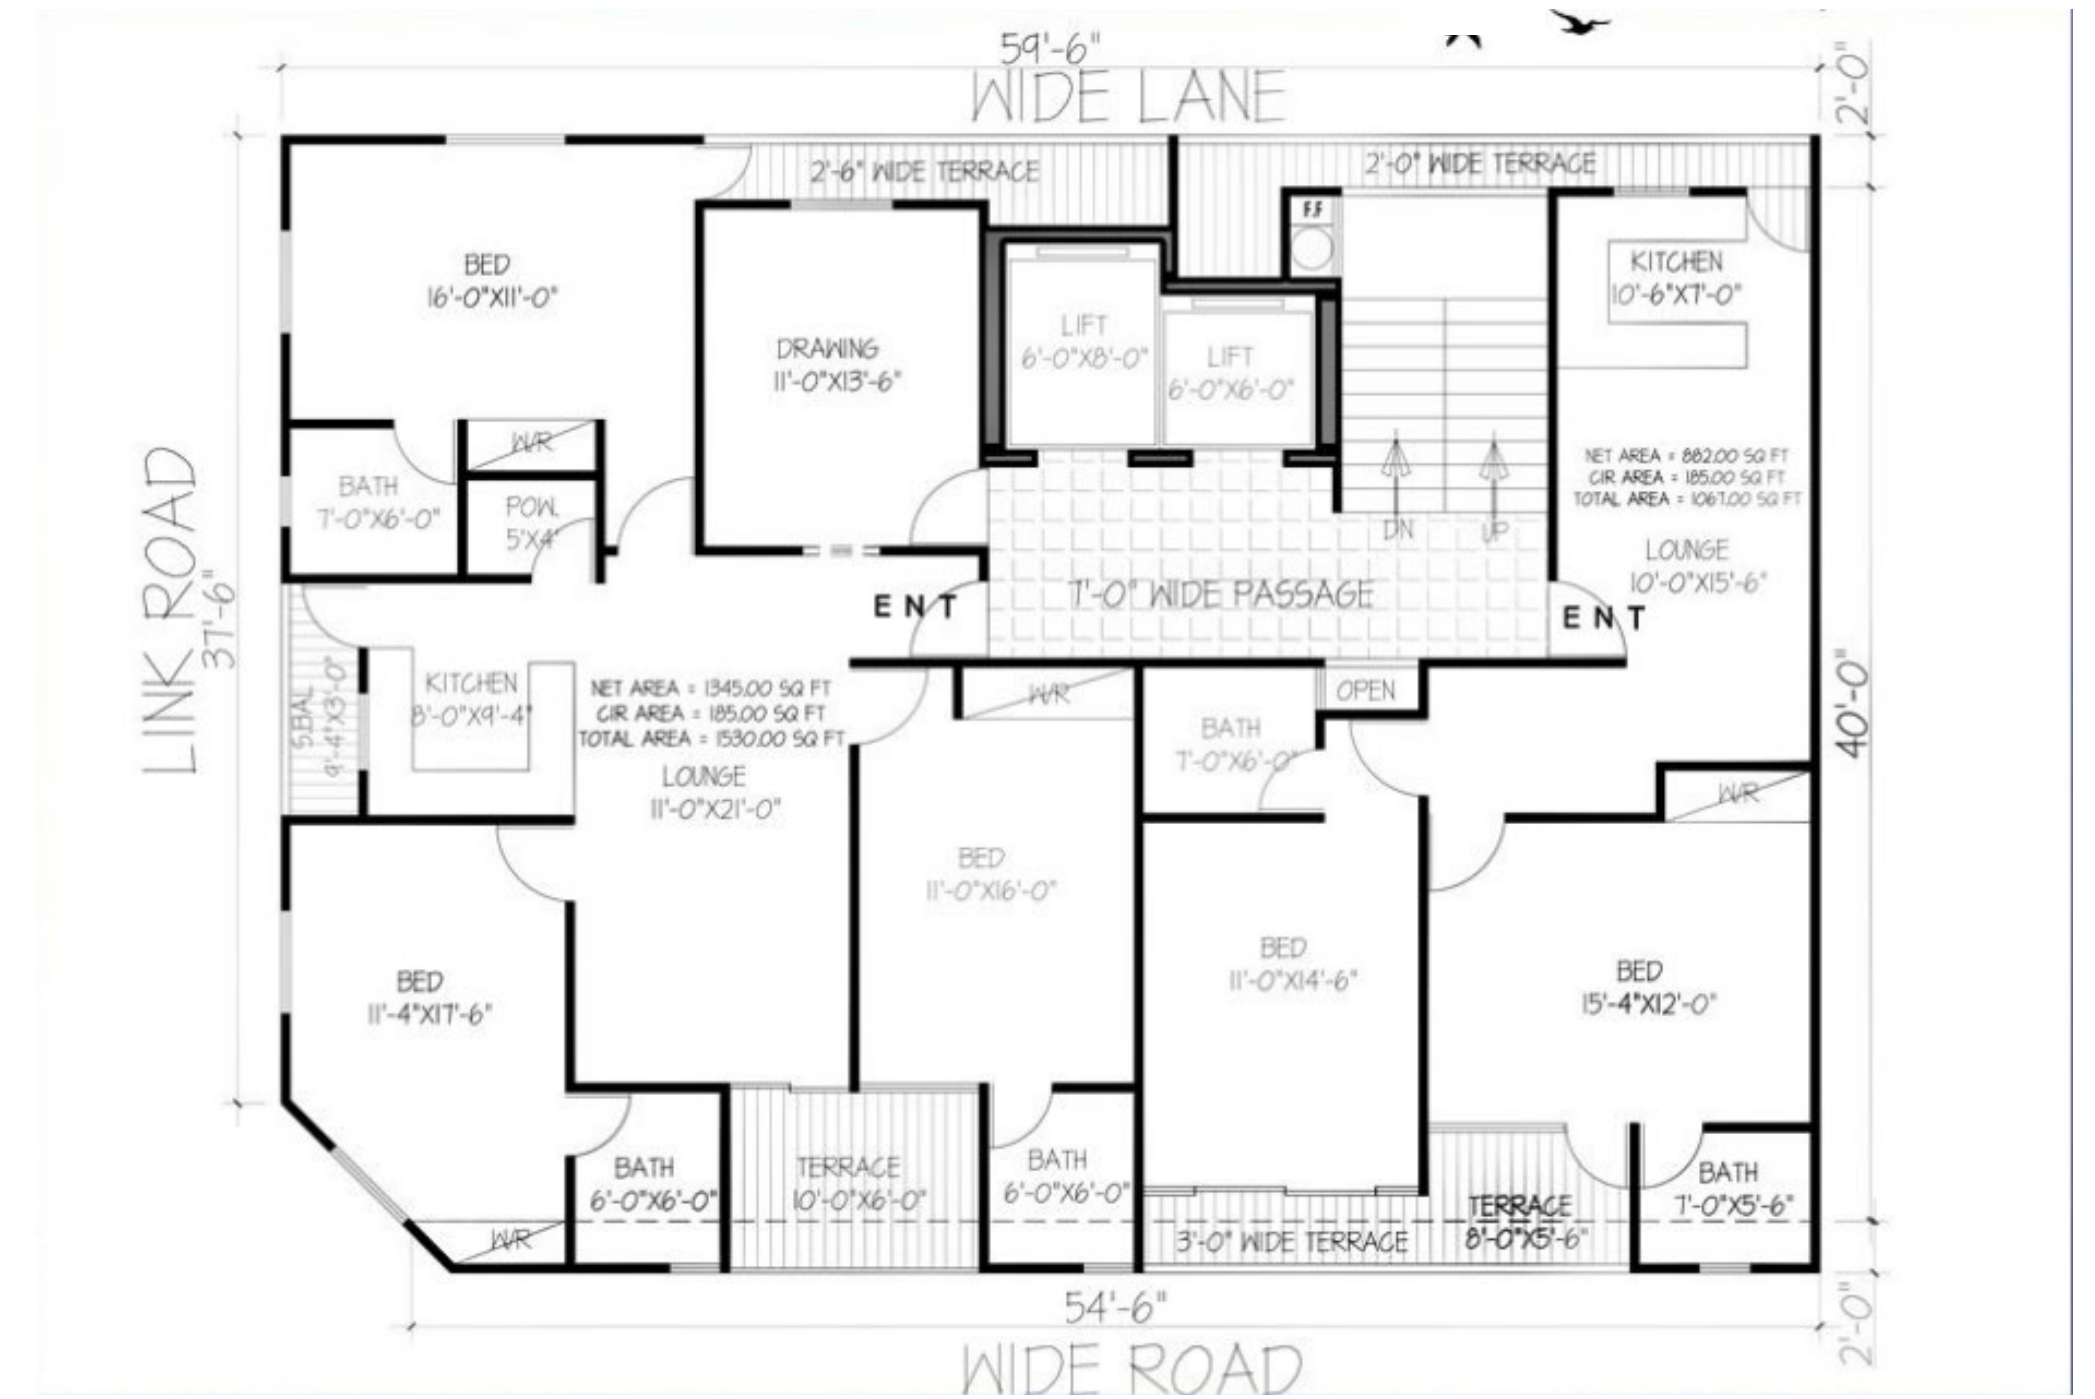 59'-6"
WIDE LANE
2'-0"
2'-6" WIDE TERRACE
2'-0" WIDE TERRACE
F.F
BED
16'-0"X11'-0"
KITCHEN
10'-6"X7'-0"
DRAWING
11'-0"X13'-6"
LIFT
6'-0"X8'-0"
LIFT
6'-0"X6'-0"
W/R
BATH
7'-0"X6'-0"
POW.
5'X4'
NET AREA = 882.00 SQ FT
CIR AREA = 185.00 SQ FT
TOTAL AREA = 1067.00 SQ FT
DN
UP
LOUNGE
10'-0"X15'-6"
LINK ROAD
37'-6"
ENT
7'-0" WIDE PASSAGE
ENT
S.BAL
9'-4"X3'-0"
KITCHEN
8'-0"X9'-4"
NET AREA = 1345.00 SQ FT
CIR AREA = 185.00 SQ FT
TOTAL AREA = 1530.00 SQ FT
LOUNGE
11'-0"X21'-0"
W/R
OPEN
BATH
7'-0"X6'-0"
40'-0"
W/R
BED
11'-0"X16'-0"
BED
11'-4"X17'-6"
BED
11'-0"X14'-6"
BED
15'-4"X12'-0"
BATH
6'-0"X6'-0"
TERRACE
10'-0"X6'-0"
BATH
6'-0"X6'-0"
TERRACE
8'-0"X5'-6"
BATH
7'-0"X5'-6"
W/R
3'-0" WIDE TERRACE
54'-6"
2'-0"
WIDE ROAD